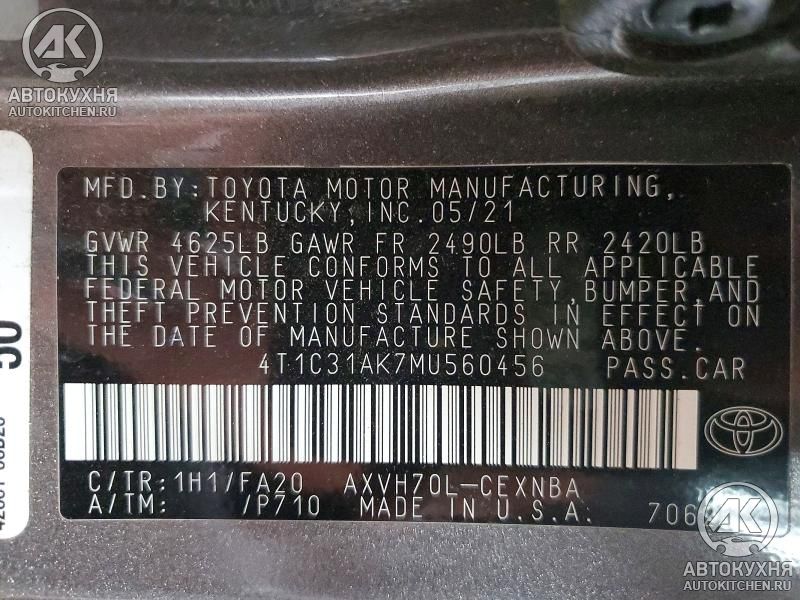 AK
АВТОКУХНЯ
AUTOKITCHEN.RU
MFD.BY:TOYOTA MOTOR MANUFACTURING,
KENTUCKY,INC.05/21
GVWR 4625LB GAWR FR 2490LB RR 2420LB
THIS VEHICLE CONFORMS TO ALL APPLICABLE
FEDERAL MOTOR VEHICLE SAFETY,BUMPER,AND
THEFT PREVENTION STANDARDS IN EFFECT ON
THE DATE OF MANUFACTURE SHOWN ABOVE.
4T1C31AK7MU560456 PASS.CAR
C/TR:1H1/FA20 AXVH70L-CEXNBA
A/TM: /P710 MADE IN U.S.A.
50
AK
АВТОКУХНЯ
AUTOKITCHEN.RU